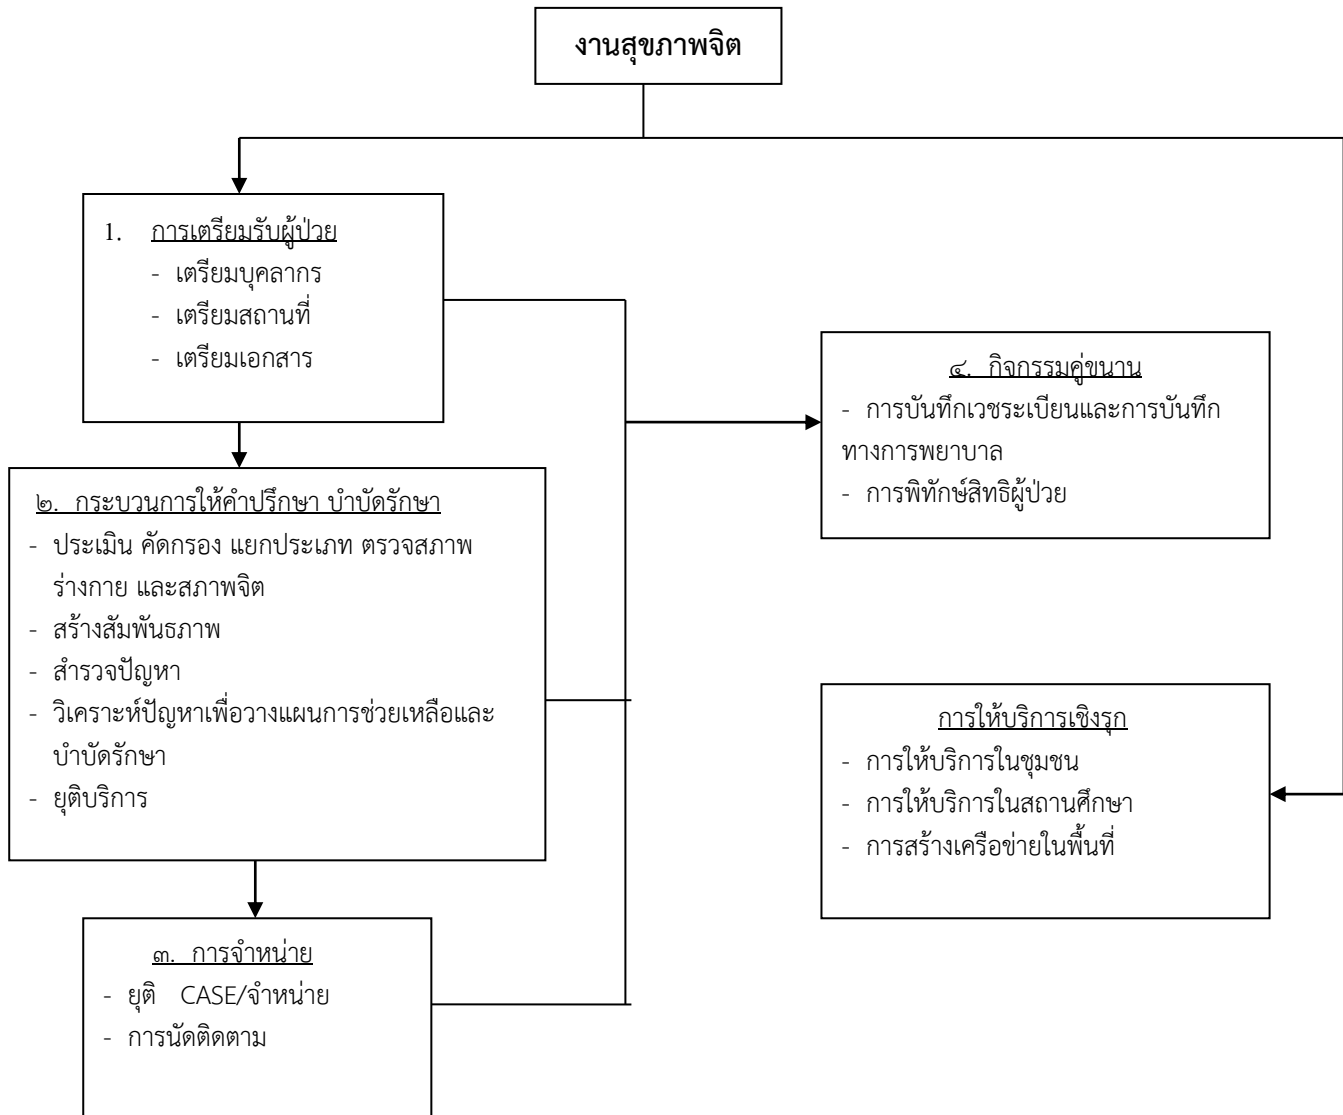 งานสุขภาพจิต
1. การเตรียมรับผู้ป่วย
- เตรียมบุคลากร
- เตรียมสถานที่
- เตรียมเอกสาร
๒. กระบวนการให้คำปรึกษา บำบัดรักษา
- ประเมิน คัดกรอง แยกประเภท ตรวจสภาพ
ร่างกาย และสภาพจิต
- สร้างสัมพันธภาพ
- สำรวจปัญหา
- วิเคราะห์ปัญหาเพื่อวางแผนการช่วยเหลือและ
บำบัดรักษา
- ยุติบริการ
๓. การจำหน่าย
- ยุติ CASE/จำหน่าย
- การนัดติดตาม
๔. กิจกรรมคู่ขนาน
- การบันทึกเวชระเบียนและการบันทึก
ทางการพยาบาล
- การพิทักษ์สิทธิผู้ป่วย
การให้บริการเชิงรุก
- การให้บริการในชุมชน
- การให้บริการในสถานศึกษา
- การสร้างเครือข่ายในพื้นที่